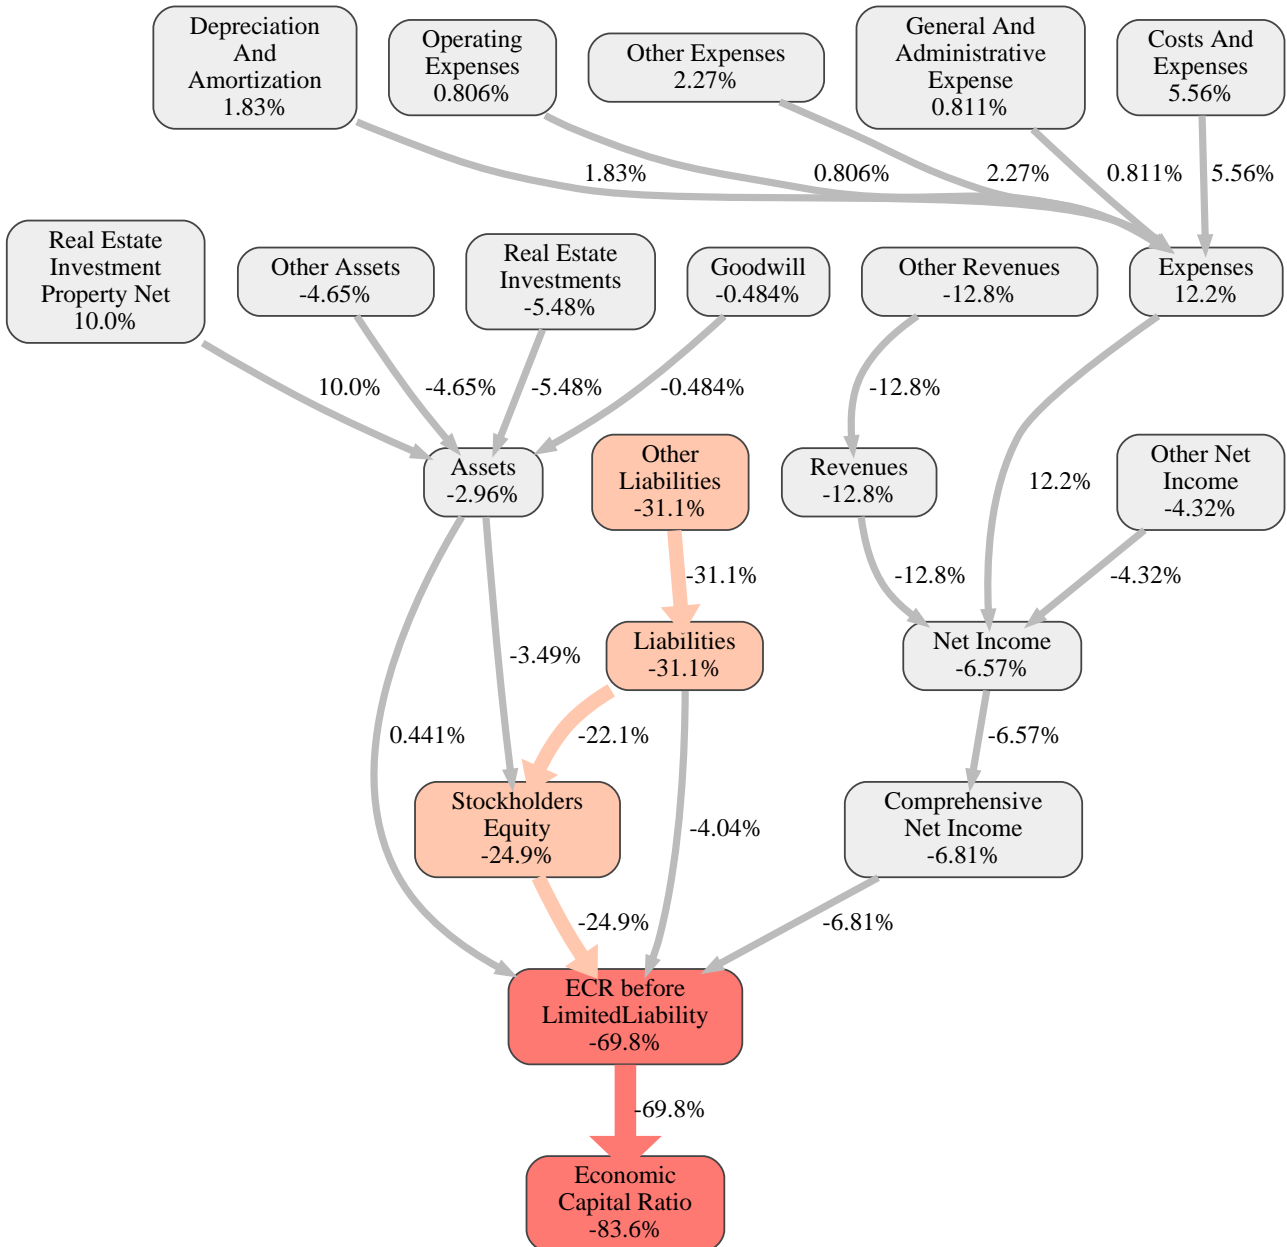 Depreciation
And
Amortization
1.83%
Operating
Expenses
0.806%
Other Expenses
2.27%
General And
Administrative
Expense
0.811%
Costs And
Expenses
5.56%
1.83%
0.806%
2.27%
0.811%
5.56%
Real Estate
Investment
Property Net
10.0%
Other Assets
-4.65%
Real Estate
Investments
-5.48%
Goodwill
-0.484%
Other Revenues
-12.8%
Expenses
12.2%
10.0%
-4.65%
-5.48%
-0.484%
-12.8%
12.2%
Assets
-2.96%
Other
Liabilities
-31.1%
Revenues
-12.8%
Other Net
Income
-4.32%
-31.1%
-12.8%
-4.32%
-3.49%
Liabilities
-31.1%
Net Income
-6.57%
0.441%
-22.1%
-6.57%
Stockholders
Equity
-24.9%
-4.04%
Comprehensive
Net Income
-6.81%
-24.9%
-6.81%
ECR before
LimitedLiability
-69.8%
-69.8%
Economic
Capital Ratio
-83.6%